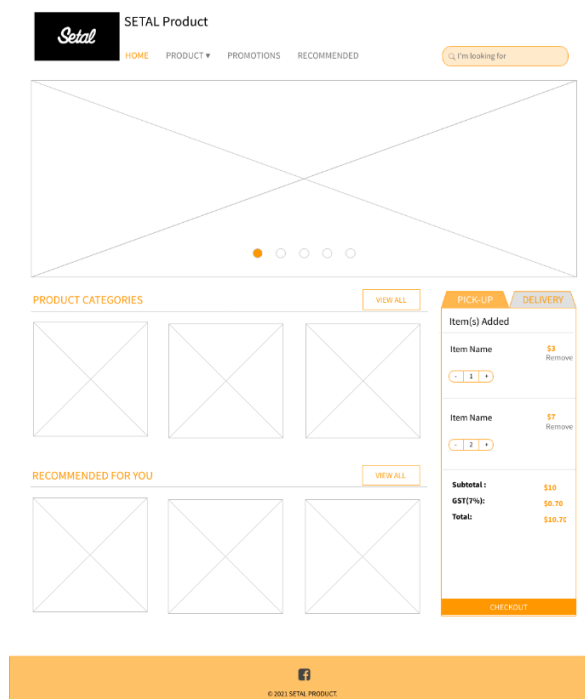 Setal
SETAL Product
HOME PRODUCT ▾ PROMOTIONS RECOMMENDED
I'm looking for
PRODUCT CATEGORIES
VIEW ALL
RECOMMENDED FOR YOU
VIEW ALL
PICK-UP DELIVERY
Item(s) Added
Item Name $3
Remove
- 1 +
Item Name $7
Remove
- 2 +
Subtotal : $10
GST(7%): $0.70
Total: $10.70
CHECKOUT
© 2021 SETAL PRODUCT.